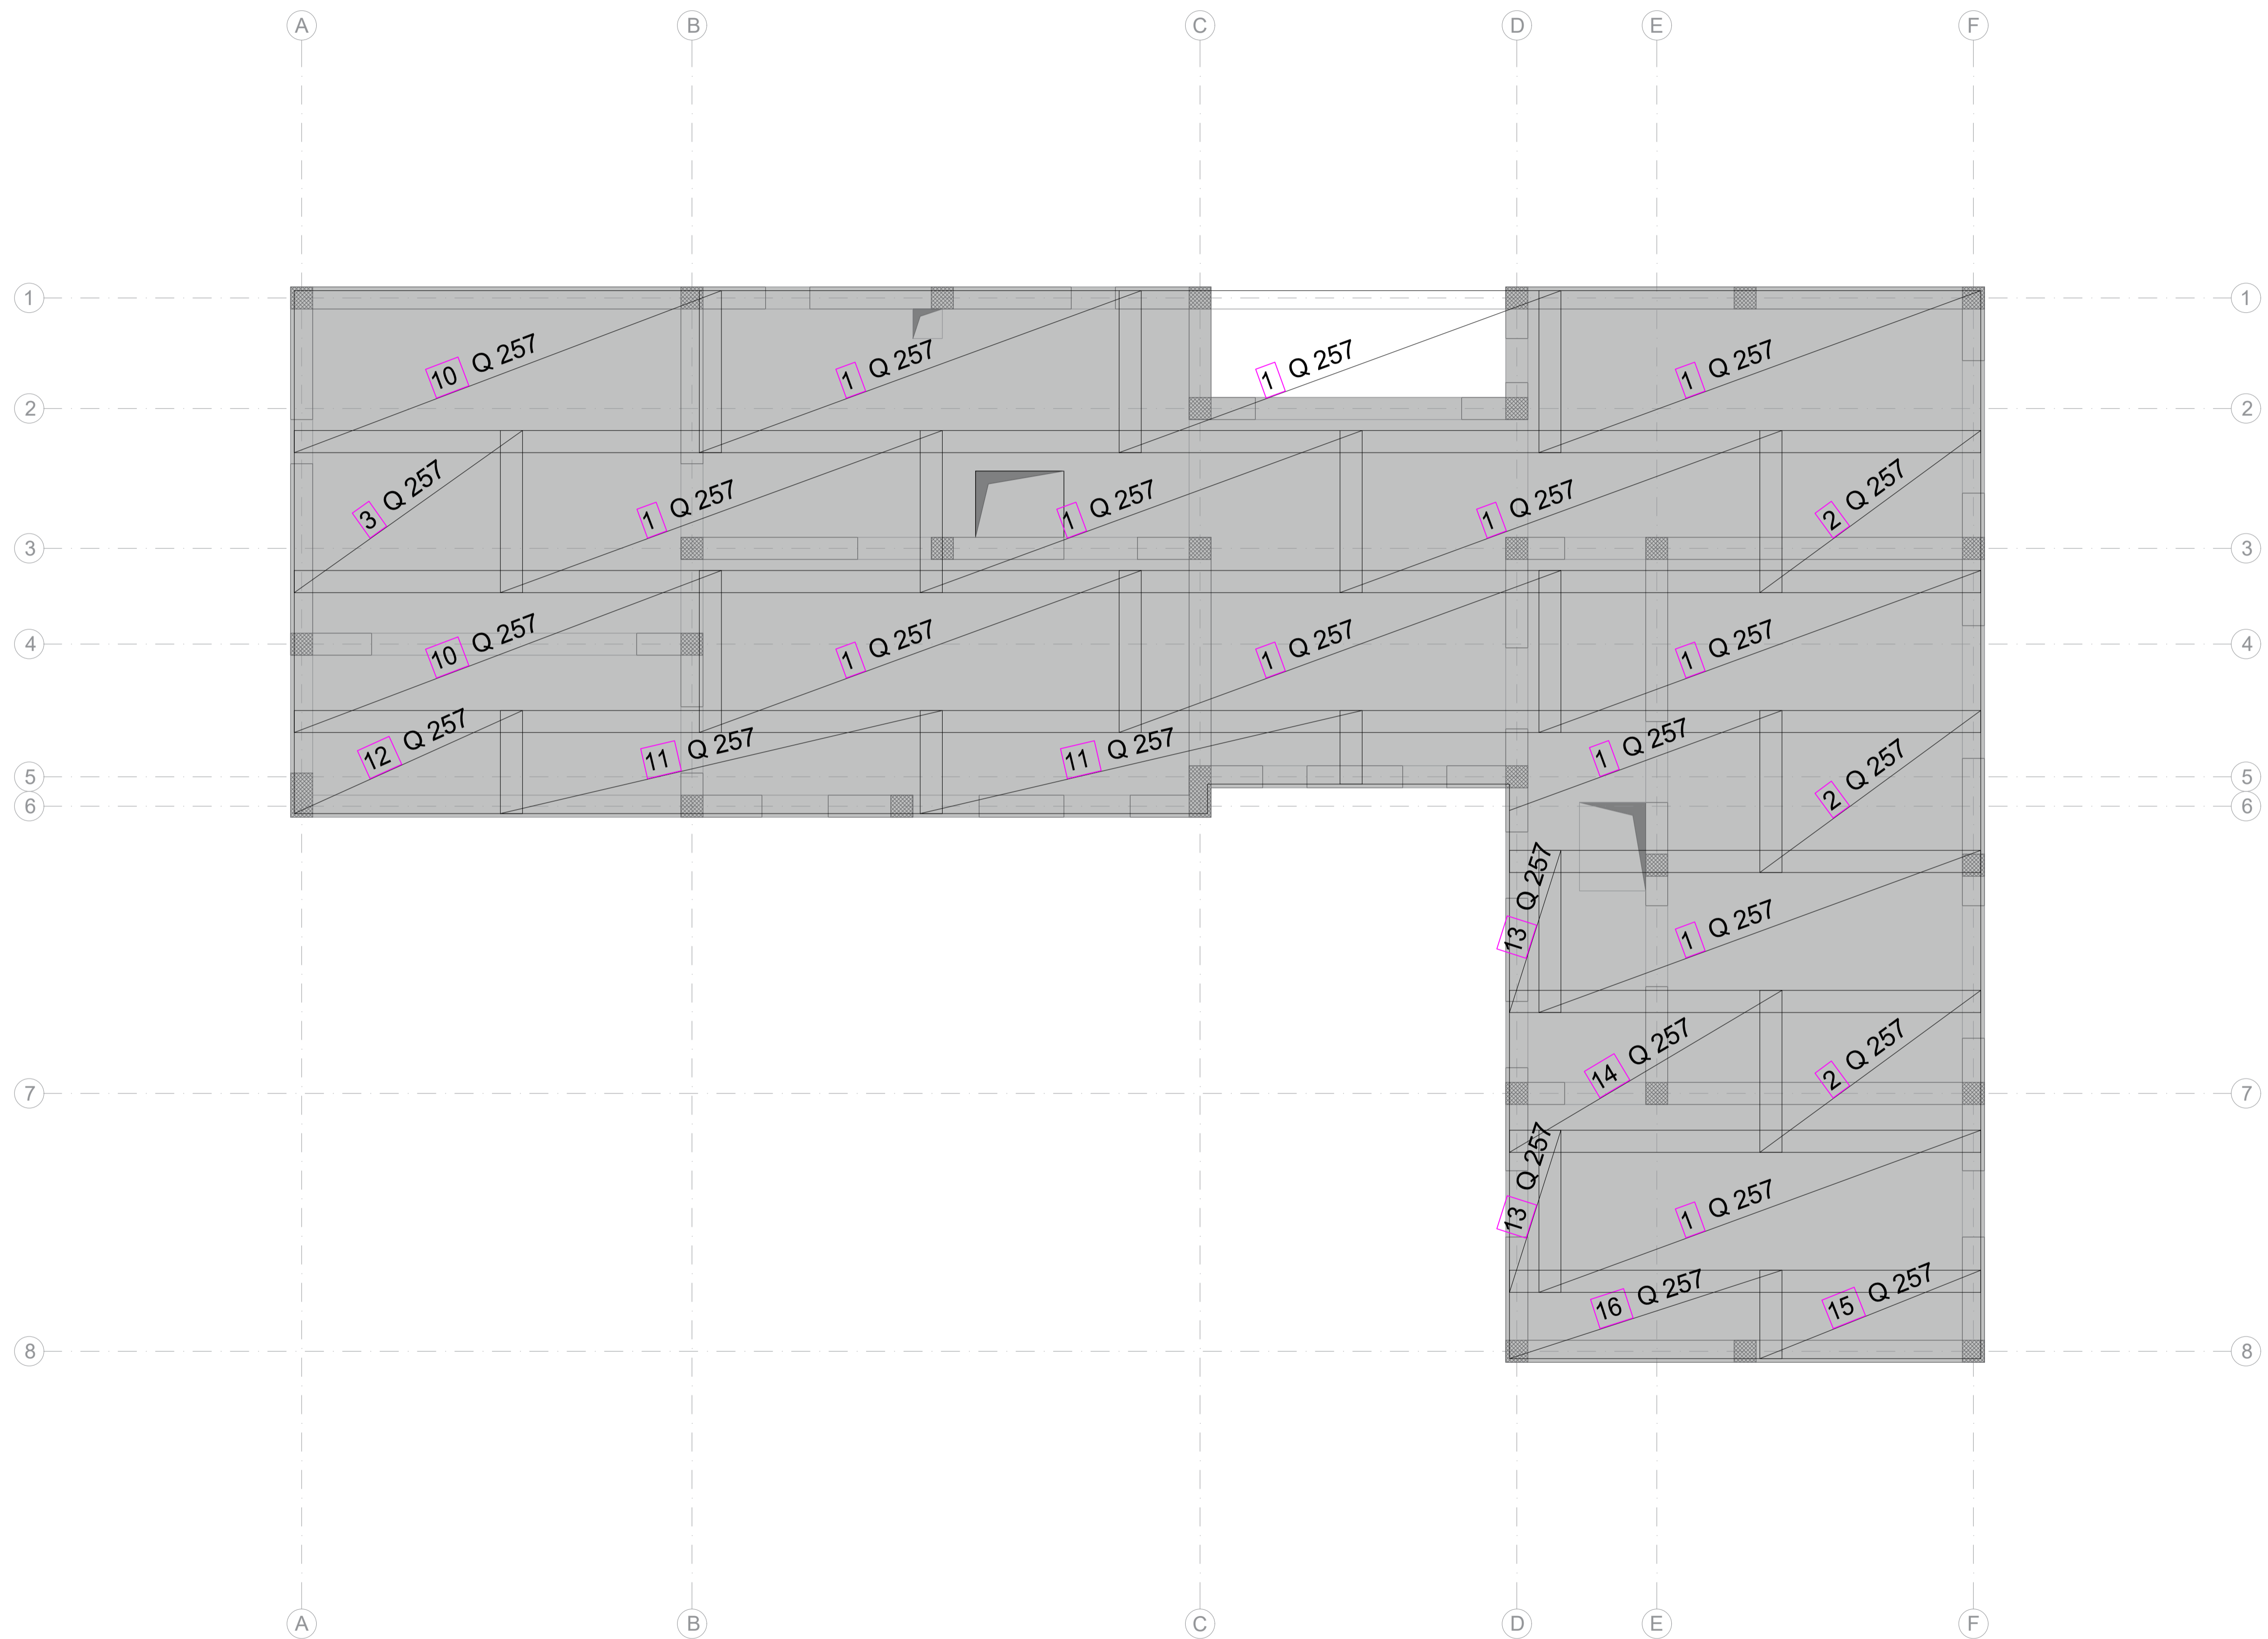 A B C D E F
1 1
10 Q 257 1 Q 257 1 Q 257 1 Q 257
2 2
3 Q 257 1 Q 257 1 Q 257 1 Q 257 2 Q 257
3 3
10 Q 257 1 Q 257 1 Q 257 1 Q 257
4 4
12 Q 257 11 Q 257 11 Q 257 1 Q 257 2 Q 257
5 5
6 6
13 Q 257 1 Q 257
14 Q 257 2 Q 257
7 7
13 Q 257 1 Q 257
16 Q 257 15 Q 257
8 8
A B C D E F